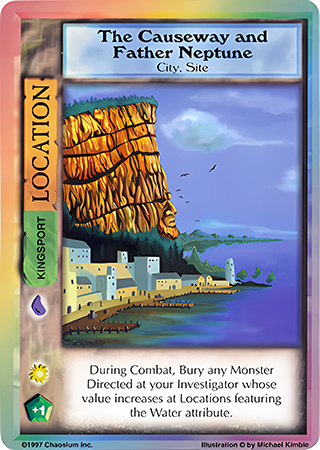 The Causeway and
Father Neptune
City, Site
LOCATION
KINGSPORT
+1
During Combat, Bury any Monster
Directed at your Investigator whose
value increases at Locations featuring
the Water attribute.
©1997 Chaosium Inc.
Illustration © by Michael Kimble